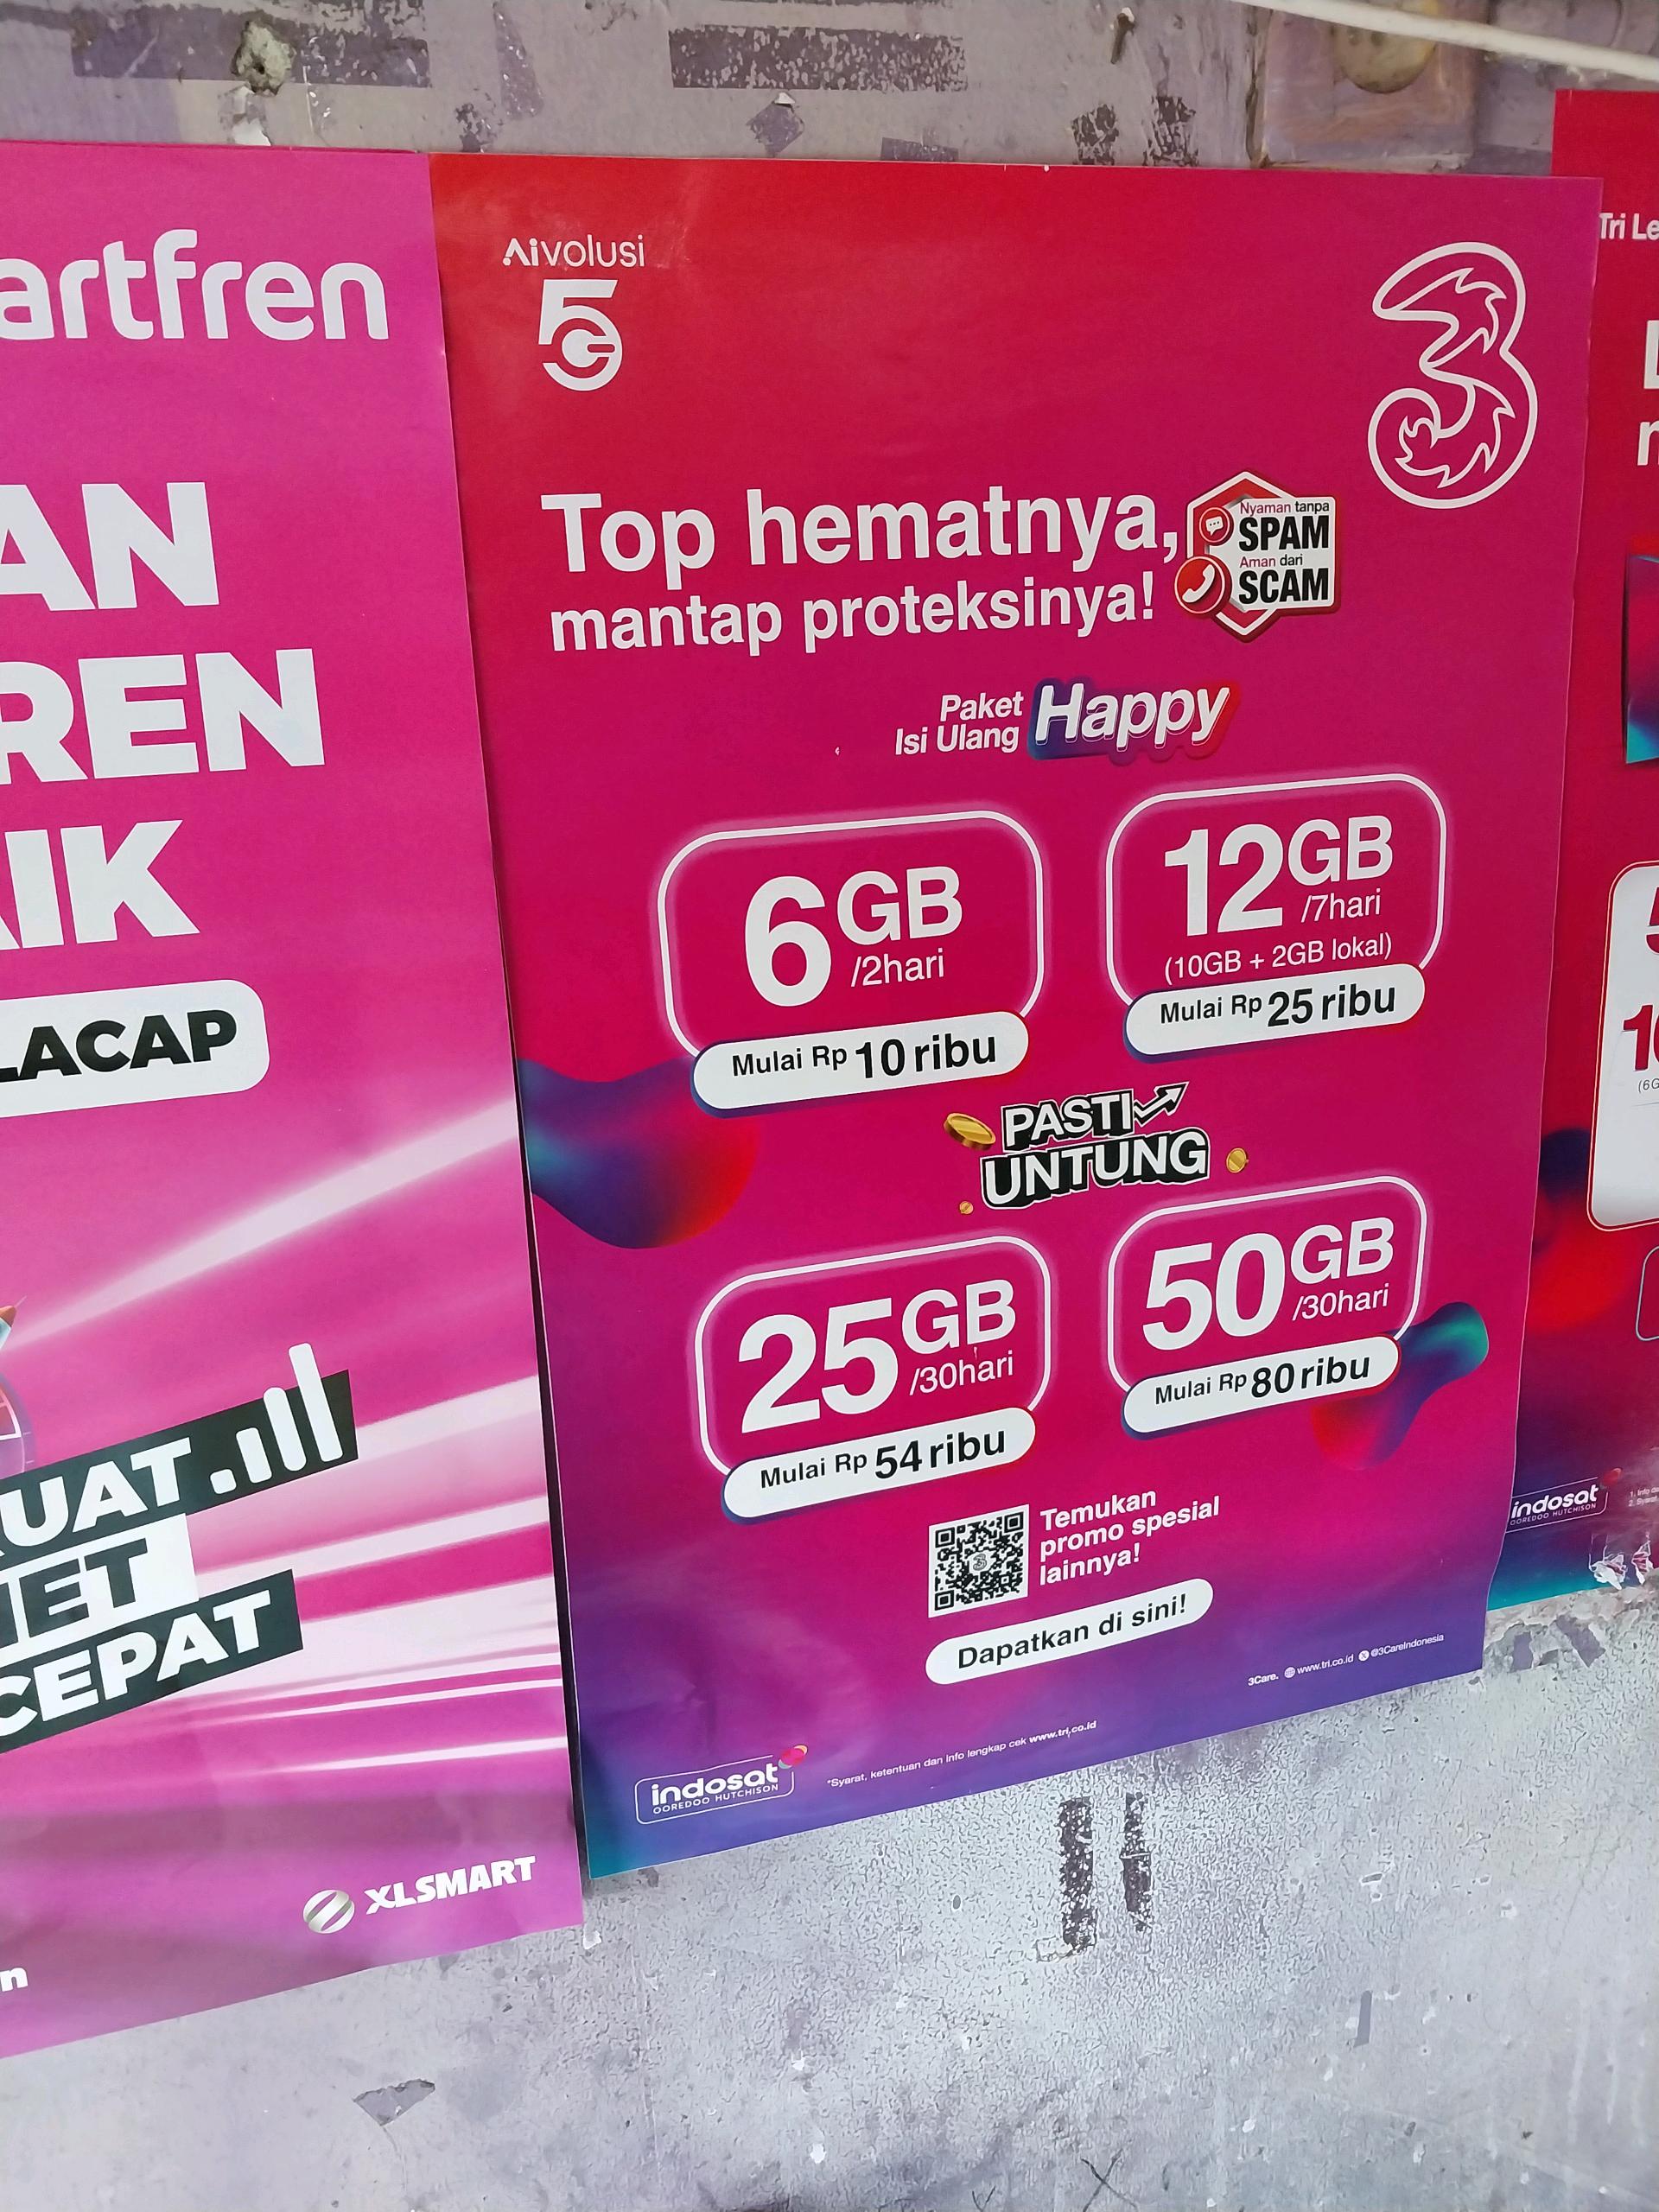 artfren
AN
REN
AIK
LACAP
UAT
NET
CEPAT
XLSMART
n
Aivolusi
5G
3
Top hematnya,
mantap proteksinya!
Nyaman tanpa
SPAM
Aman dari
SCAM
Paket
Isi Ulang
Happy
6GB
/2hari
Mulai Rp 10 ribu
12GB
/7hari
(10GB + 2GB lokal)
Mulai Rp 25 ribu
PASTI
UNTUNG
25GB
/30hari
Mulai Rp 54 ribu
50GB
/30hari
Mulai Rp 80 ribu
Temukan
promo spesial
lainnya!
Dapatkan di sini!
3Care. www.tri.co.id @3CareIndonesia
*Syarat, ketentuan dan info lengkap cek www.tri.co.id
indosat
OOREDOO HUTCHISON
Tri Le
10
(6G
indosat
OOREDOO HUTCHISON